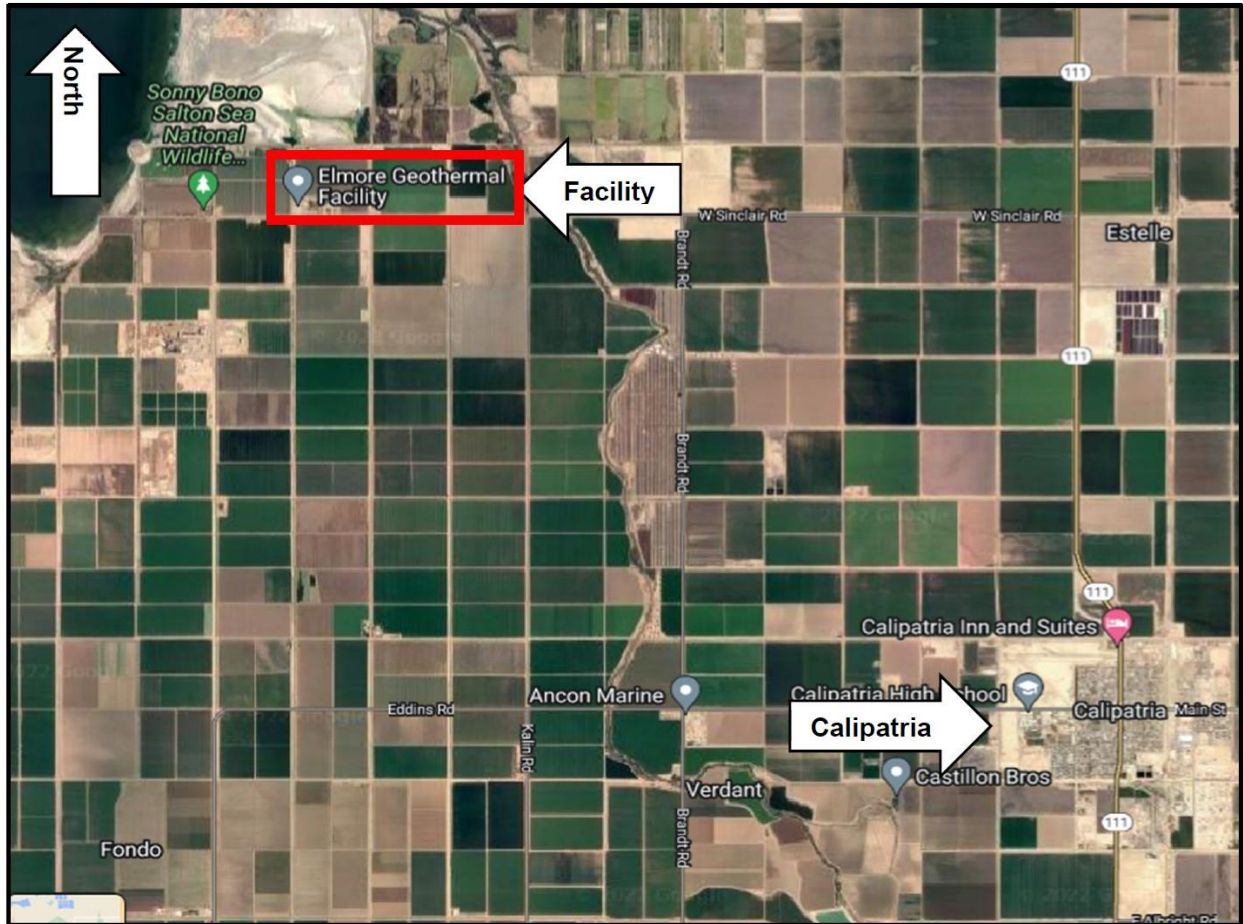 North
111
Sonny Bono
Salton Sea
National
Wildlife...
Elmore Geothermal
Facility
Facility
W Sinclair Rd
W Sinclair Rd
Estelle
Brandt Rd
111
Brandt Rd
111
Calipatria Inn and Suites
Ancon Marine
Calipatria High School
Eddins Rd
Calipatria
Main St
Calipatria
Kalin Rd
Castillon Bros
Verdant
111
Brandt Rd
Fondo
E Albright Rd